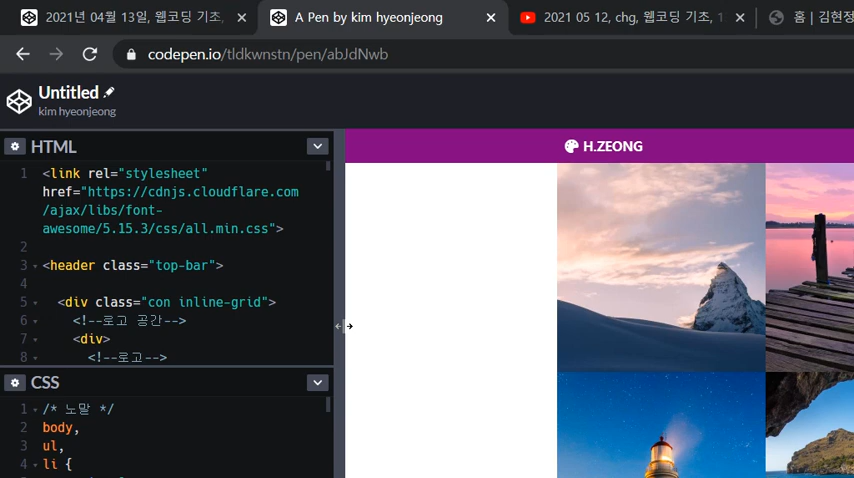 2021년 04월 13일, 웹코딩 기초,
A Pen by kim hyeonjeong
2021 05 12, chg, 웹코딩 기초, 1
홈 | 김현정
codepen.io/tldkwnstn/pen/abJdNwb
Untitled
kim hyeonjeong
HTML
1 <link rel="stylesheet"
href="https://cdnjs.cloudflare.com
/ajax/libs/font-
awesome/5.15.3/css/all.min.css">
2
3 <header class="top-bar">
4
5 <div class="con inline-grid">
6 <!--로고 공간-->
7 <div>
8 <!--로고-->
CSS
1 /* 노말 */
2 body,
3 ul,
4 li {
H.ZEONG